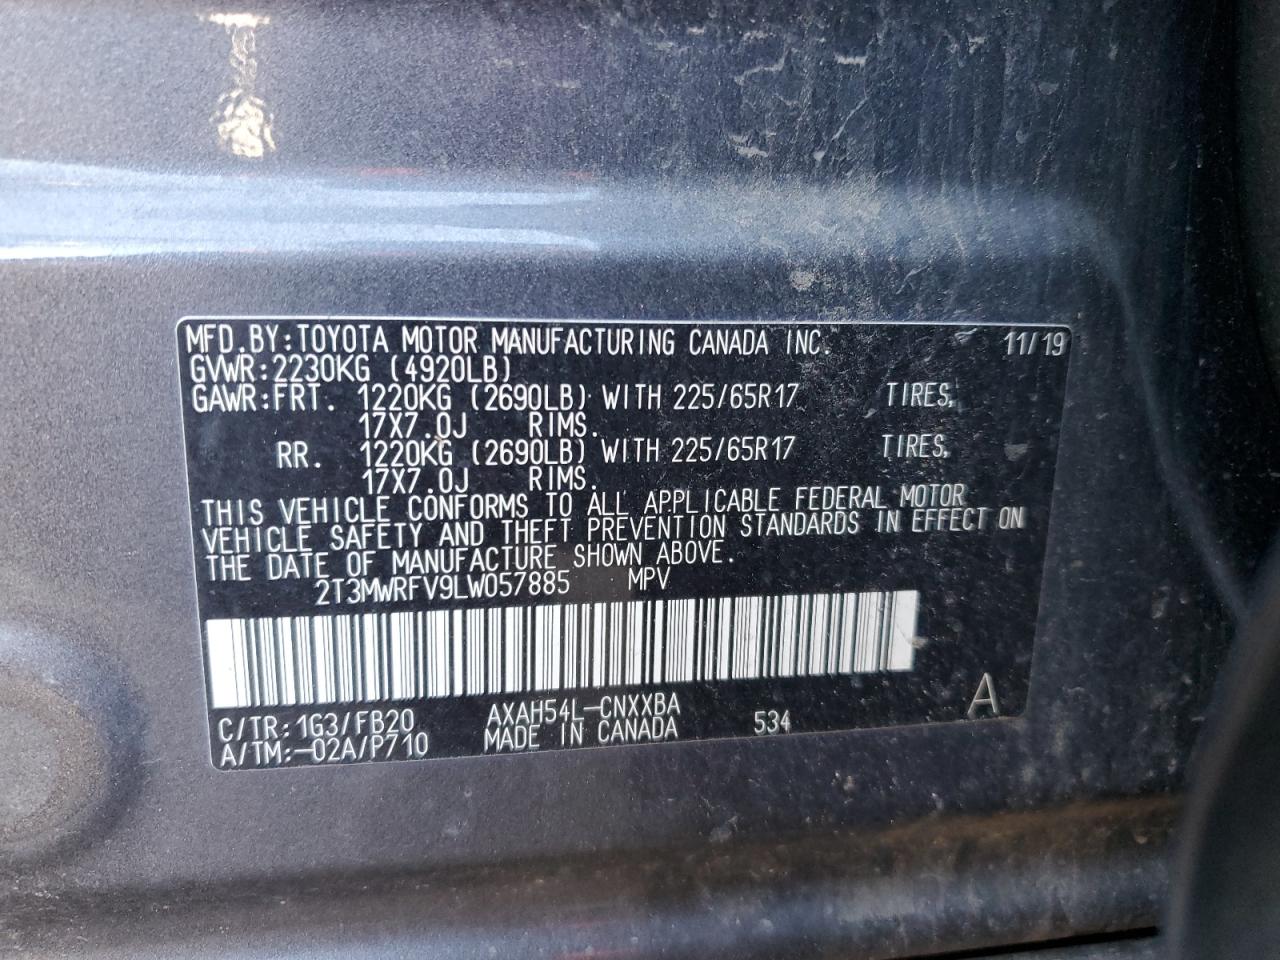 MFD.BY:TOYOTA MOTOR MANUFACTURING CANADA INC. 11/19
GVWR:2230KG (4920LB)
GAWR:FRT. 1220KG (2690LB) WITH 225/65R17 TIRES,
17X7.0J RIMS.
RR. 1220KG (2690LB) WITH 225/65R17 TIRES,
17X7.0J RIMS.
THIS VEHICLE CONFORMS TO ALL APPLICABLE FEDERAL MOTOR
VEHICLE SAFETY AND THEFT PREVENTION STANDARDS IN EFFECT ON
THE DATE OF MANUFACTURE SHOWN ABOVE.
2T3MWRFV9LW057885 MPV
C/TR:1G3/FB20 AXAH54L-CNXXBA 534 A
A/TM:-02A/P710 MADE IN CANADA